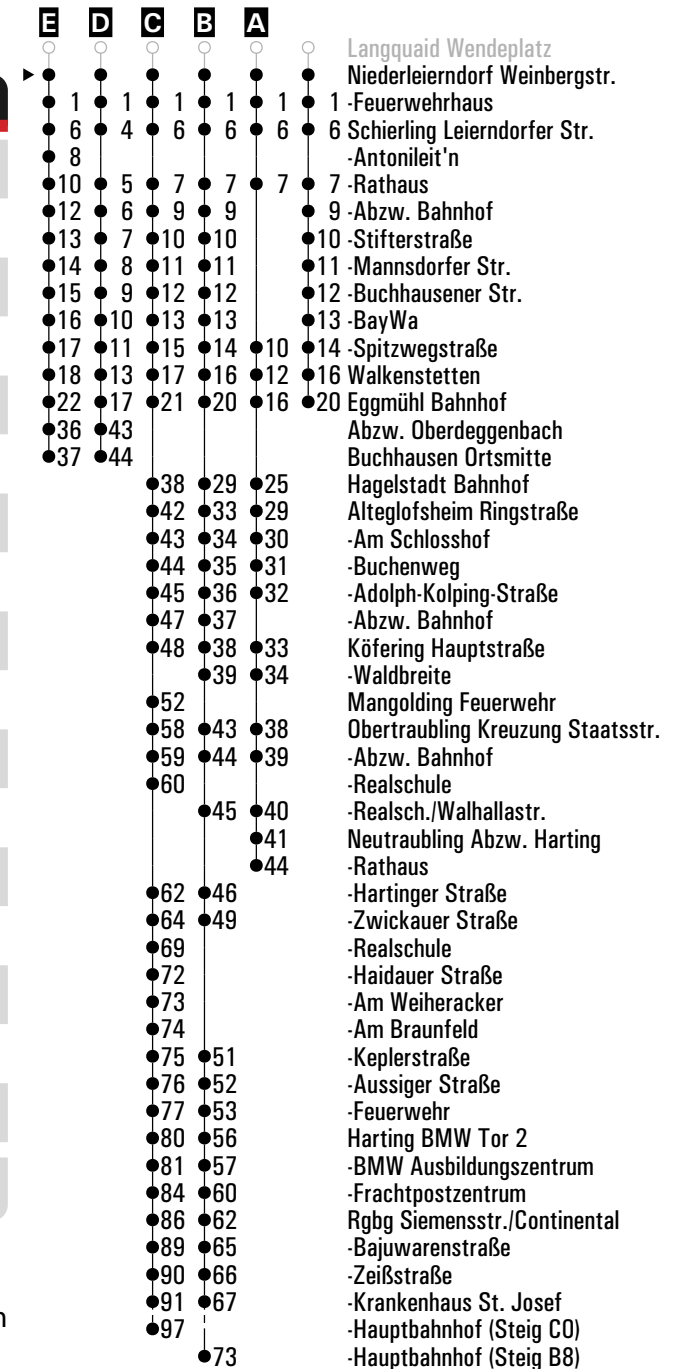 E D C B A
Langquaid Wendeplatz
Niederleierndorf Weinbergstr.
1 1 1 1 1 1 -Feuerwehrhaus
6 4 6 6 6 6 Schierling Leierndorfer Str.
8 -Antonileit'n
10 5 7 7 7 7 -Rathaus
12 6 9 9 9 -Abzw. Bahnhof
13 7 10 10 10 -Stifterstraße
14 8 11 11 11 -Mannsdorfer Str.
15 9 12 12 12 -Buchhausener Str.
16 10 13 13 13 -BayWa
17 11 15 14 10 14 -Spitzwegstraße
18 13 17 16 12 16 Walkenstetten
22 17 21 20 16 20 Eggmühl Bahnhof
36 43 Abzw. Oberdeggenbach
37 44 Buchhausen Ortsmitte
38 29 25 Hagelstadt Bahnhof
42 33 29 Alteglofsheim Ringstraße
43 34 30 -Am Schlosshof
44 35 31 -Buchenweg
45 36 32 -Adolph-Kolping-Straße
47 37 -Abzw. Bahnhof
48 38 33 Köfering Hauptstraße
39 34 -Waldbreite
52 Mangolding Feuerwehr
58 43 38 Obertraubling Kreuzung Staatsstr.
59 44 39 -Abzw. Bahnhof
60 -Realschule
45 40 -Realsch./Walhallastr.
41 Neutraubling Abzw. Harting
44 -Rathaus
62 46 -Hartinger Straße
64 49 -Zwickauer Straße
69 -Realschule
72 -Haidauer Straße
73 -Am Weiheracker
74 -Am Braunfeld
75 51 -Keplerstraße
76 52 -Aussiger Straße
77 53 -Feuerwehr
80 56 Harting BMW Tor 2
81 57 -BMW Ausbildungszentrum
84 60 -Frachtpostzentrum
86 62 Rgbg Siemensstr./Continental
89 65 -Bajuwarenstraße
90 66 -Zeißstraße
91 67 -Krankenhaus St. Josef
97 -Hauptbahnhof (Steig C0)
73 -Hauptbahnhof (Steig B8)